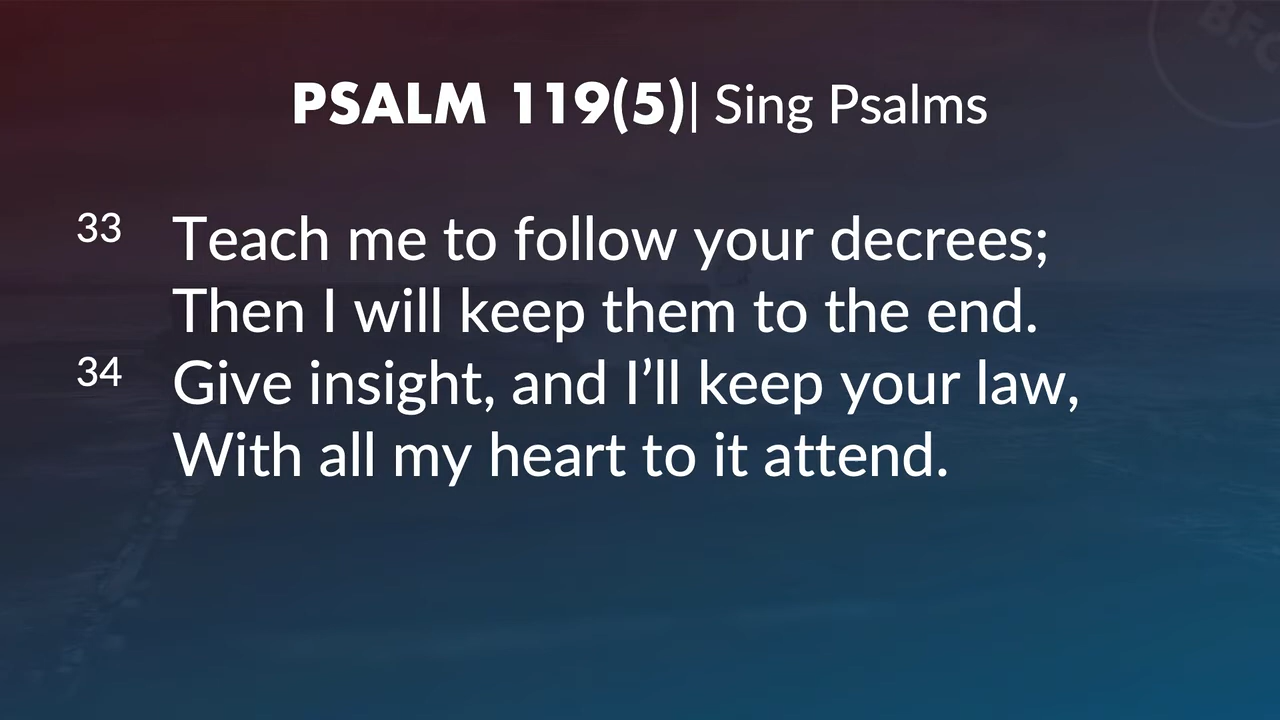 BFC
PSALM 119(5)| Sing Psalms
33 Teach me to follow your decrees;
Then I will keep them to the end.
34 Give insight, and I’ll keep your law,
With all my heart to it attend.